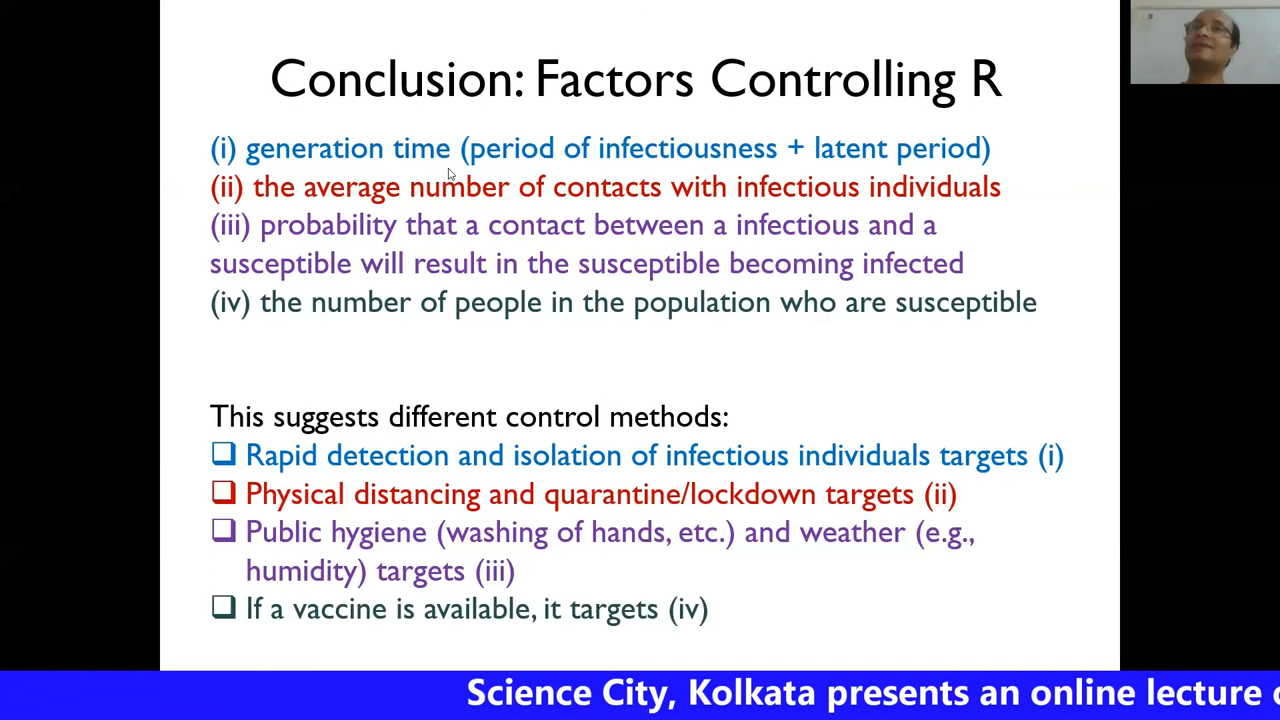 Conclusion: Factors Controlling R
(i) generation time (period of infectiousness + latent period)
(ii) the average number of contacts with infectious individuals
(iii) probability that a contact between a infectious and a
susceptible will result in the susceptible becoming infected
(iv) the number of people in the population who are susceptible
This suggests different control methods:
❑ Rapid detection and isolation of infectious individuals targets (i)
❑ Physical distancing and quarantine/lockdown targets (ii)
❑ Public hygiene (washing of hands, etc.) and weather (e.g.,
humidity) targets (iii)
❑ If a vaccine is available, it targets (iv)
Science City, Kolkata presents an online lecture